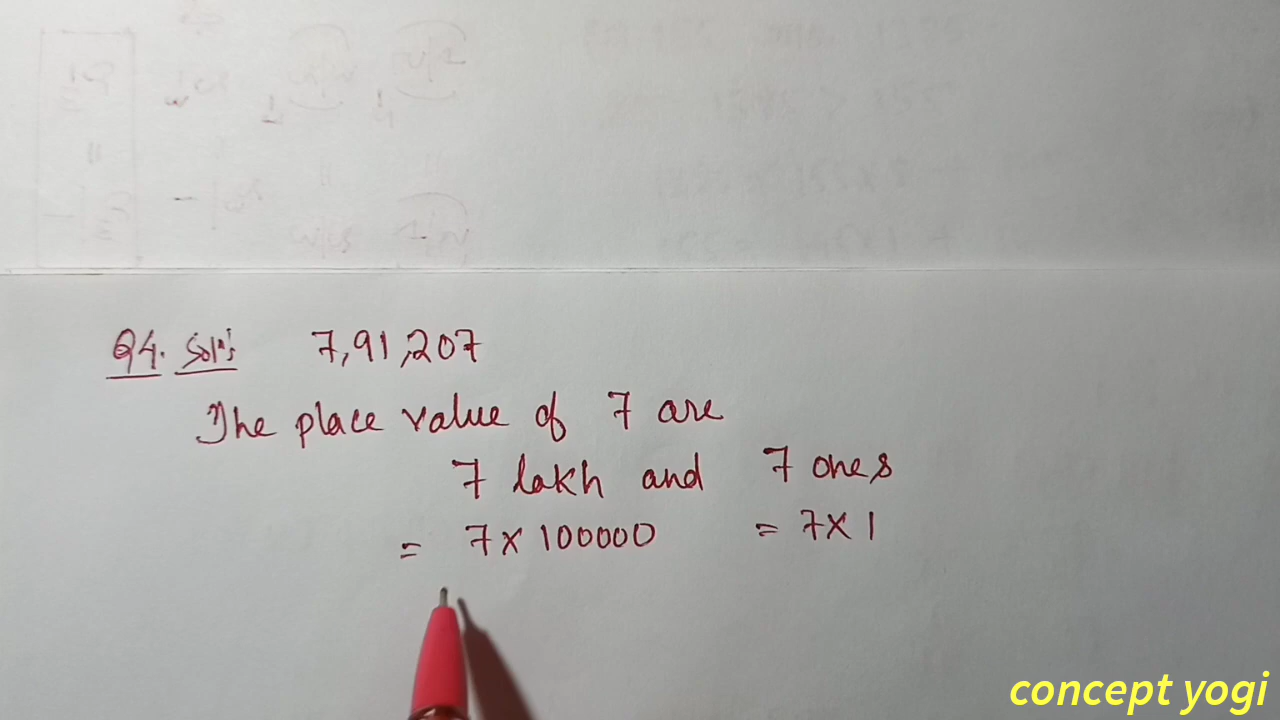 Q4. Solⁿ: 7,91,207
The place value of 7 are
7 lakh and 7 ones
= 7 × 100000 = 7 × 1
concept yogi